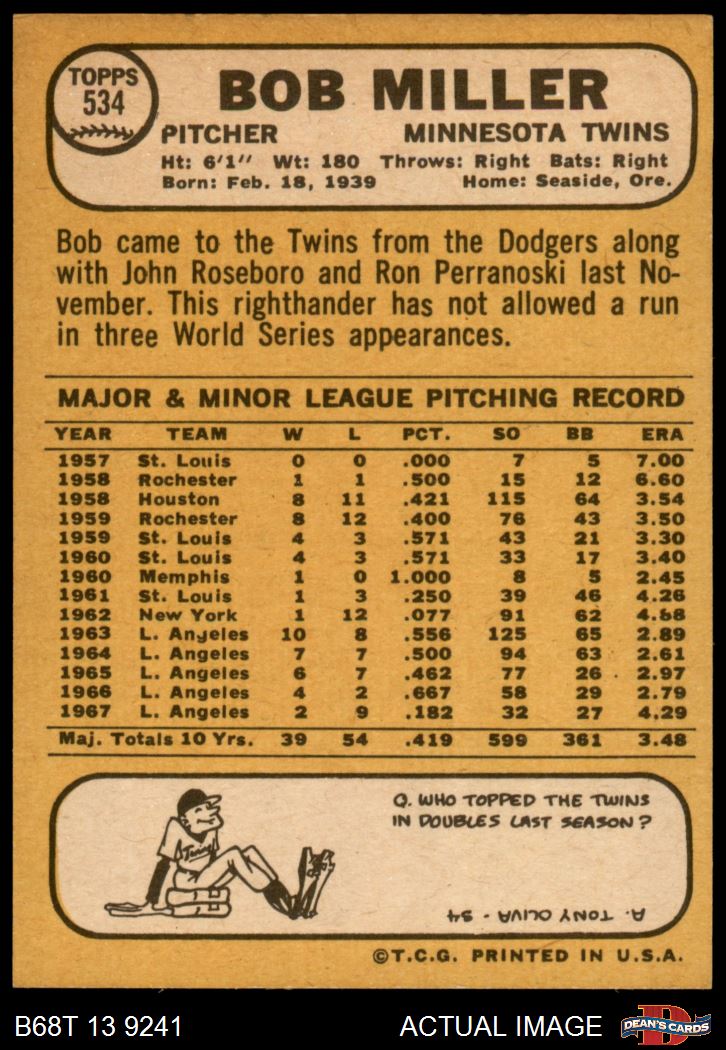 TOPPS
534
BOB MILLER
PITCHER MINNESOTA TWINS
Ht: 6'1" Wt: 180 Throws: Right Bats: Right
Born: Feb. 18, 1939 Home: Seaside, Ore.
Bob came to the Twins from the Dodgers along
with John Roseboro and Ron Perranoski last No-
vember. This righthander has not allowed a run
in three World Series appearances.
MAJOR & MINOR LEAGUE PITCHING RECORD
YEAR TEAM W L PCT. SO BB ERA
1957 St. Louis 0 0 .000 7 5 7.00
1958 Rochester 1 1 .500 15 12 6.60
1958 Houston 8 11 .421 115 64 3.54
1959 Rochester 8 12 .400 76 43 3.50
1959 St. Louis 4 3 .571 43 21 3.30
1960 St. Louis 4 3 .571 33 17 3.40
1960 Memphis 1 0 1.000 8 5 2.45
1961 St. Louis 1 3 .250 39 46 4.26
1962 New York 1 12 .077 91 62 4.68
1963 L. Angeles 10 8 .556 125 65 2.89
1964 L. Angeles 7 7 .500 94 63 2.61
1965 L. Angeles 6 7 .462 77 26 2.97
1966 L. Angeles 4 2 .667 58 29 2.79
1967 L. Angeles 2 9 .182 32 27 4.29
Maj. Totals 10 Yrs. 39 54 .419 599 361 3.48
Q. WHO TOPPED THE TWINS
IN DOUBLES LAST SEASON?
Twins
A. TONY OLIVA - 34
©T.C.G. PRINTED IN U.S.A.
B68T 13 9241 ACTUAL IMAGE
DEAN'S CARDS